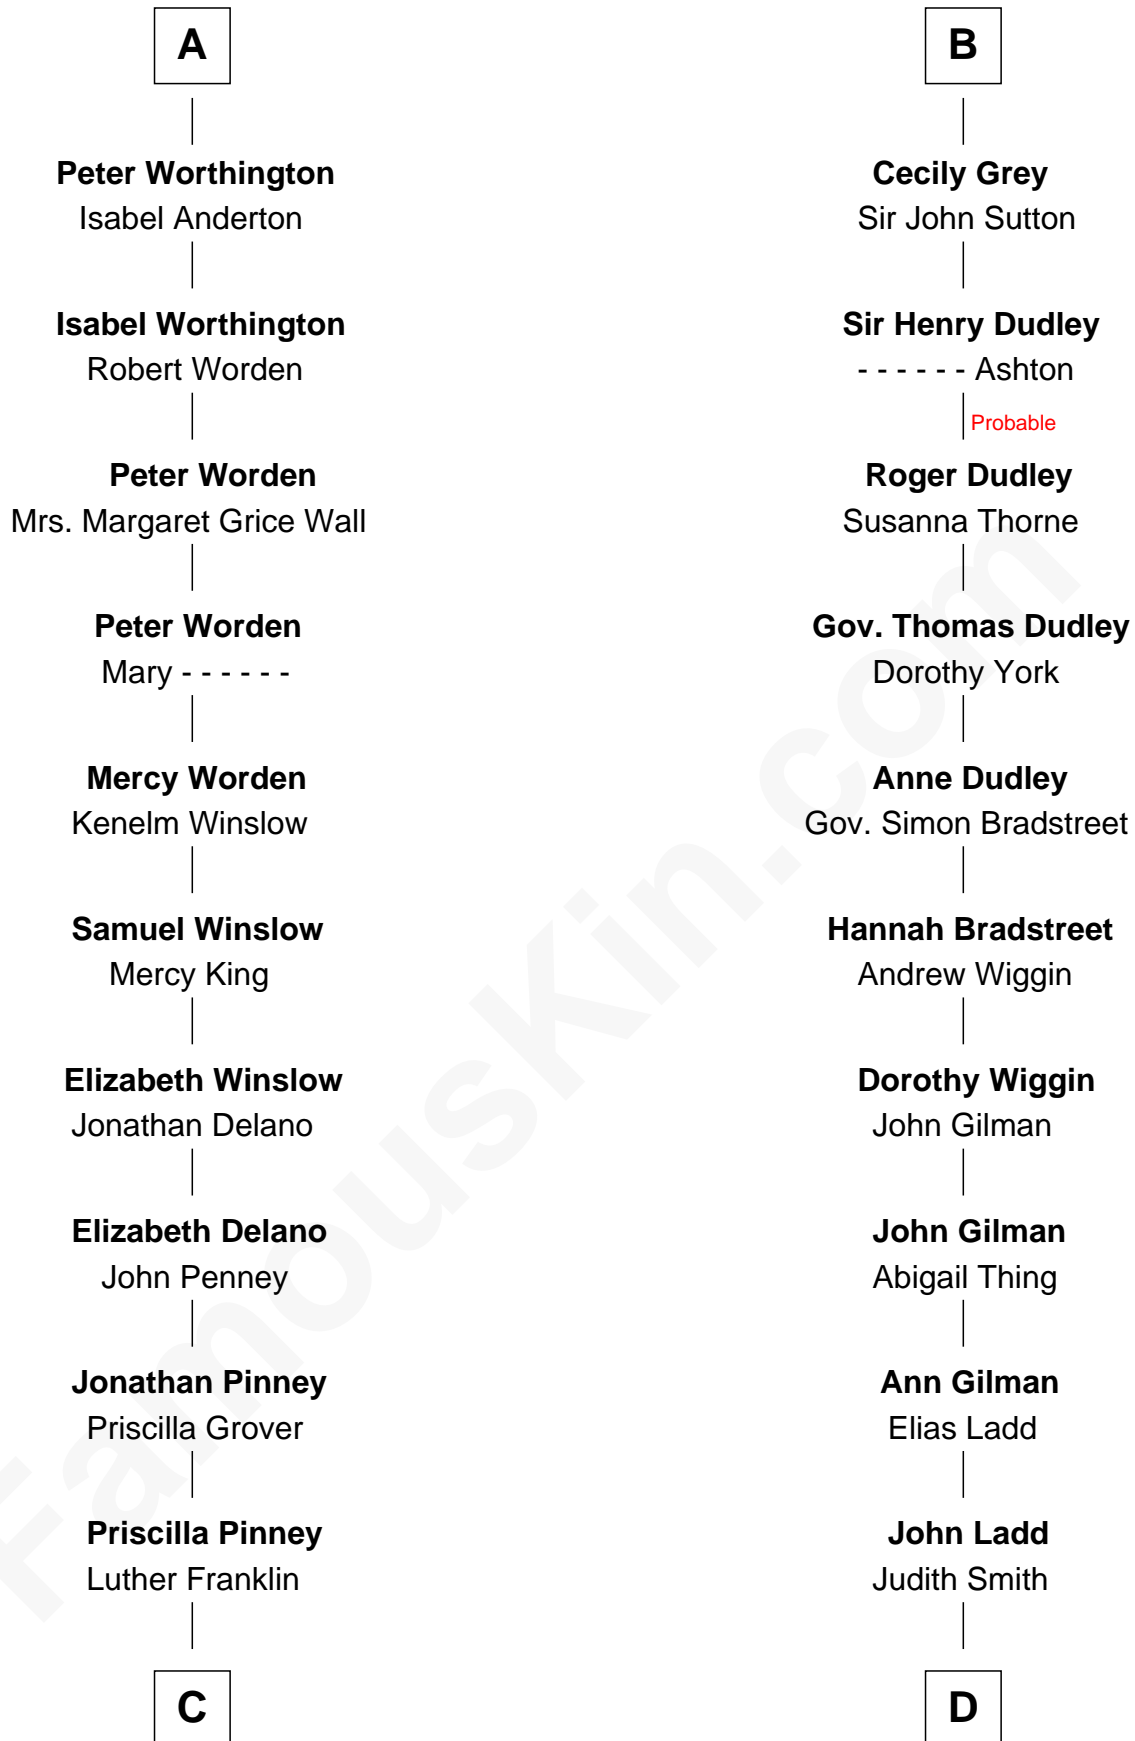 A
Peter Worthington
Isabel Anderton
Isabel Worthington
Robert Worden
Peter Worden
Mrs. Margaret Grice Wall
Peter Worden
Mary - - - - - -
Mercy Worden
Kenelm Winslow
Samuel Winslow
Mercy King
Elizabeth Winslow
Jonathan Delano
Elizabeth Delano
John Penney
Jonathan Pinney
Priscilla Grover
Priscilla Pinney
Luther Franklin
C
B
Cecily Grey
Sir John Sutton
Sir Henry Dudley
- - - - - - Ashton
Probable
Roger Dudley
Susanna Thorne
Gov. Thomas Dudley
Dorothy York
Anne Dudley
Gov. Simon Bradstreet
Hannah Bradstreet
Andrew Wiggin
Dorothy Wiggin
John Gilman
John Gilman
Abigail Thing
Ann Gilman
Elias Ladd
John Ladd
Judith Smith
D
FamousKin.com